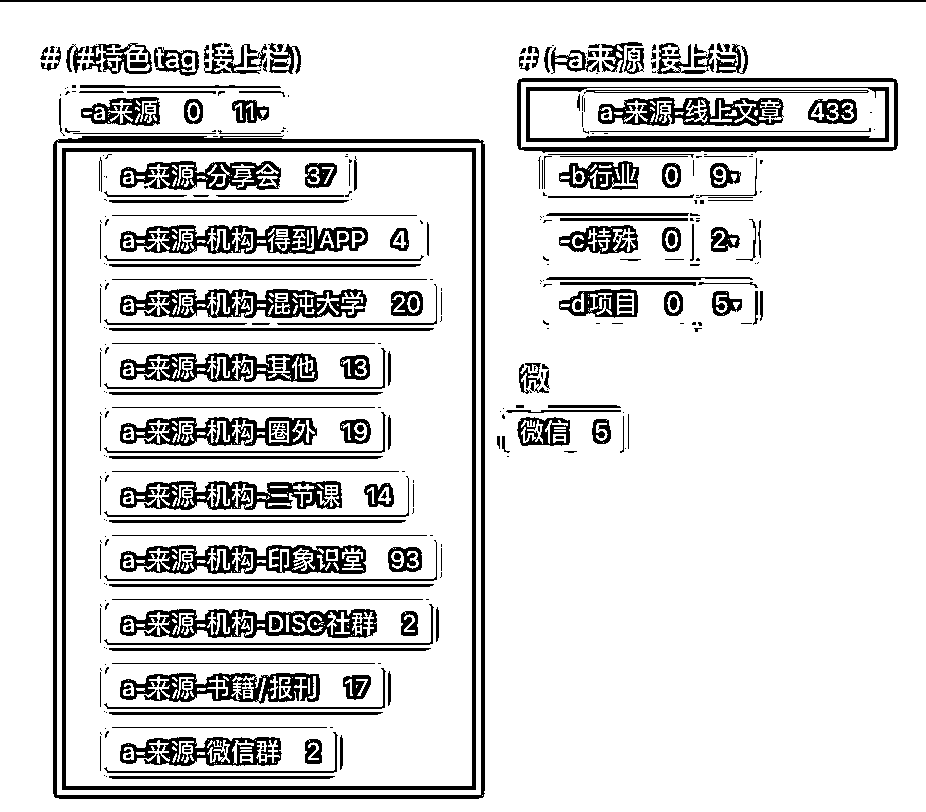 # (#特色 tag 接上栏)
-a来源 0 11▾
a-来源-分享会 37
a-来源-机构-得到APP 4
a-来源-机构-混沌大学 20
a-来源-机构-其他 13
a-来源-机构-圈外 19
a-来源-机构-三节课 14
a-来源-机构-印象识堂 93
a-来源-机构-DISC社群 2
a-来源-书籍/报刊 17
a-来源-微信群 2
# (-a来源 接上栏)
a-来源-线上文章 433
-b行业 0 9▾
-c特殊 0 2▾
-d项目 0 5▾
微
微信 5